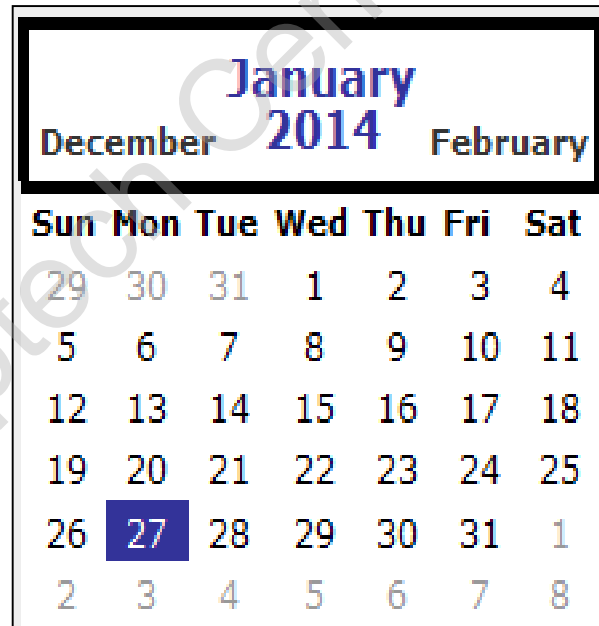 January
December 2014 February
Sun Mon Tue Wed Thu Fri Sat
29 30 31 1 2 3 4
5 6 7 8 9 10 11
12 13 14 15 16 17 18
19 20 21 22 23 24 25
26 27 28 29 30 31 1
2 3 4 5 6 7 8